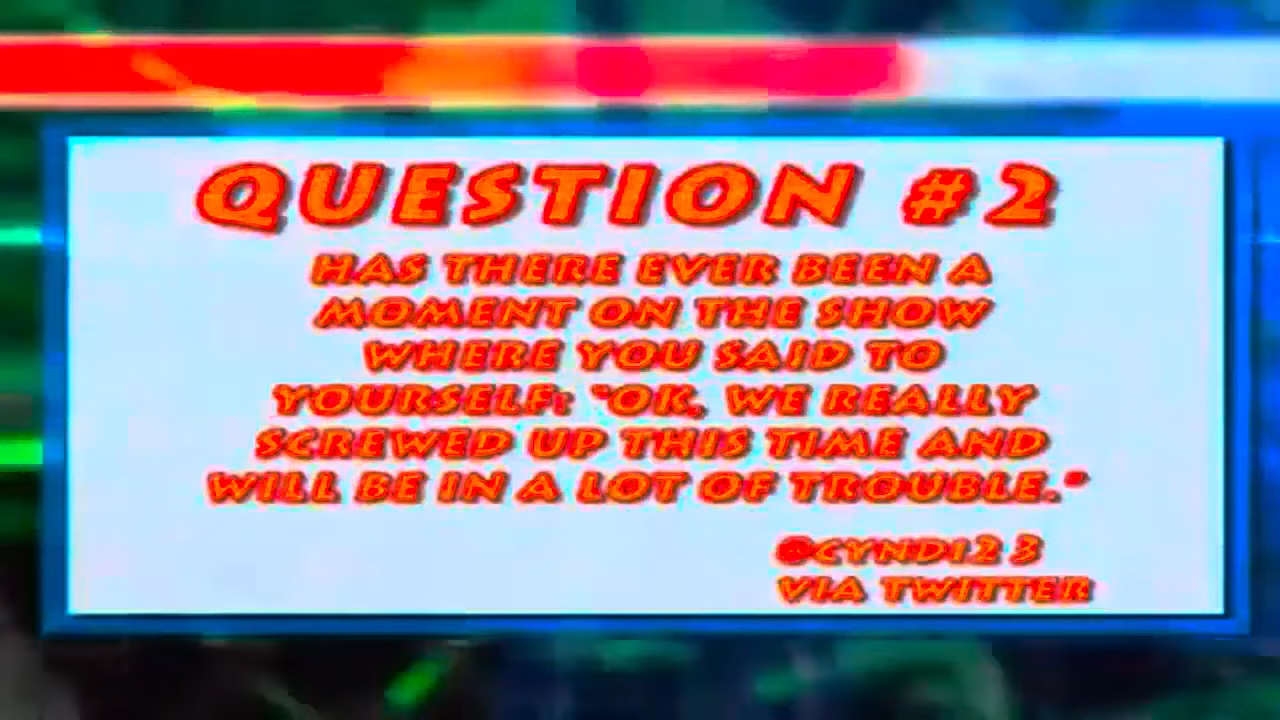 QUESTION #2
HAS THERE EVER BEEN A
MOMENT ON THE SHOW
WHERE YOU SAID TO
YOURSELF: "OK, WE REALLY
SCREWED UP THIS TIME AND
WILL BE IN A LOT OF TROUBLE."
@CYNDI23
VIA TWITTER